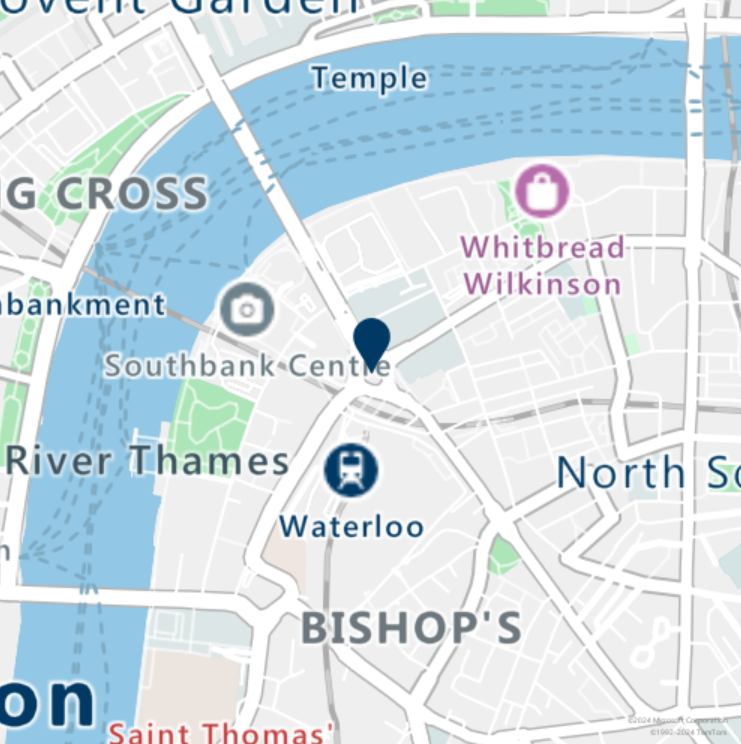 ovent Garden
Temple
G CROSS
Whitbread
Wilkinson
bankment
Southbank Centre
River Thames
North So
Waterloo
n
BISHOP'S
on
Saint Thomas'
©2024 Microsoft Corporation
©1992-2024 TomTom